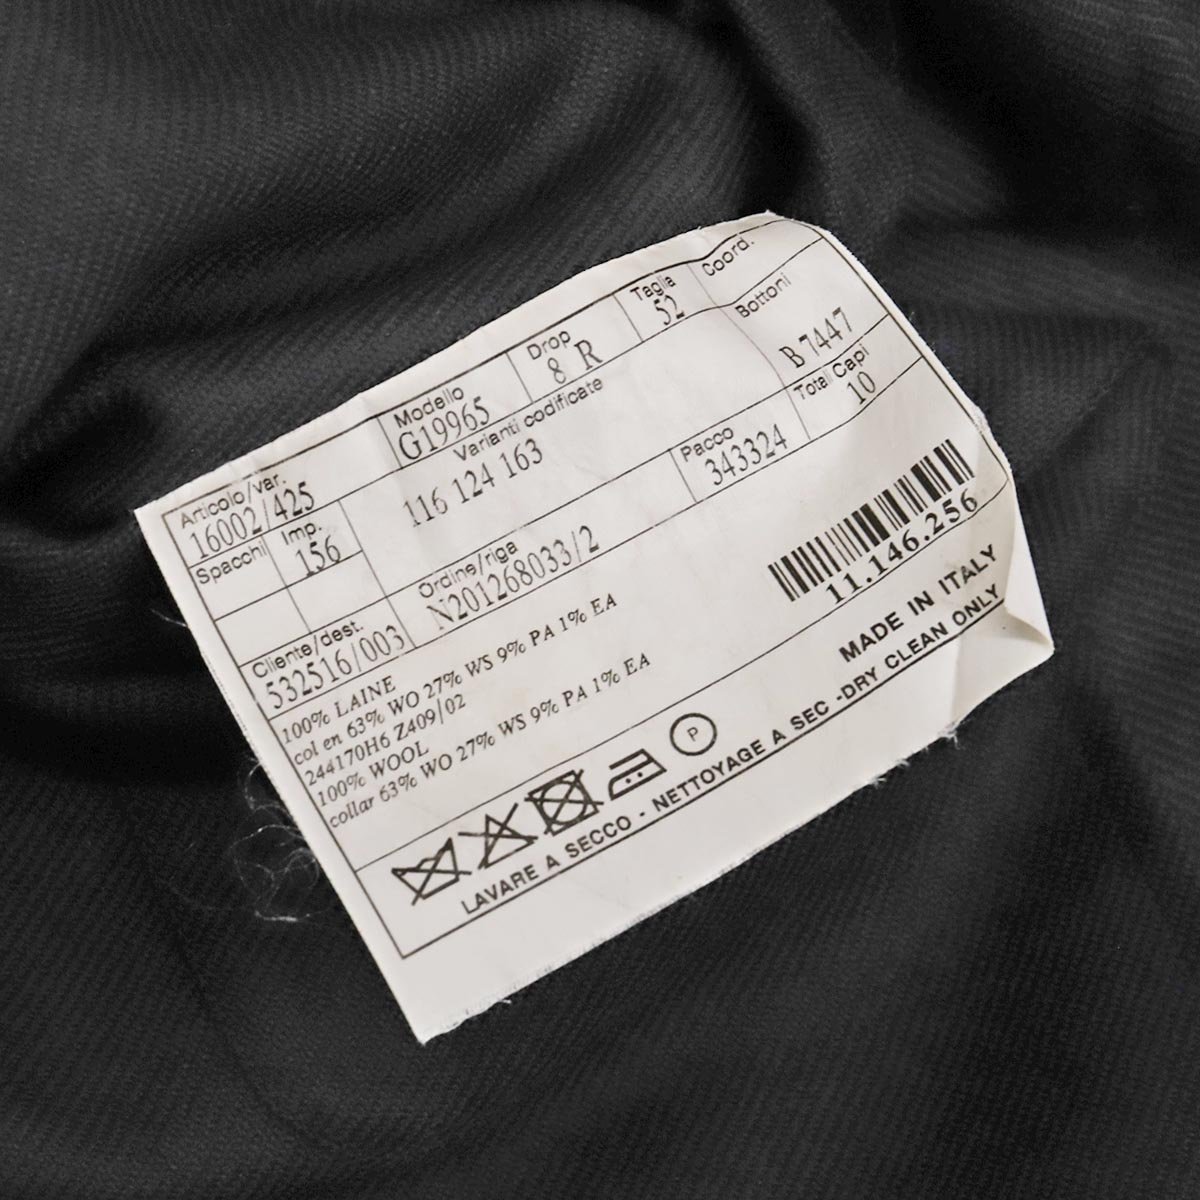 Articolo/var. Modello Drop Taglia Coord.
16002/425 G19965 8 R 52
Spacchi Imp. Varianti codificate Bottoni
156 116 124 163 B 7447
Cliente/dest. Ordine/riga Pacco Total Capi
532516/003 N201268033/2 343324 10
100% LAINE
col en 63% WO 27% WS 9% PA 1% EA
244170H6 Z409/02
100% WOOL
collar 63% WO 27% WS 9% PA 1% EA
11.146.256
MADE IN ITALY
P
LAVARE A SECCO - NETTOYAGE A SEC -DRY CLEAN ONLY